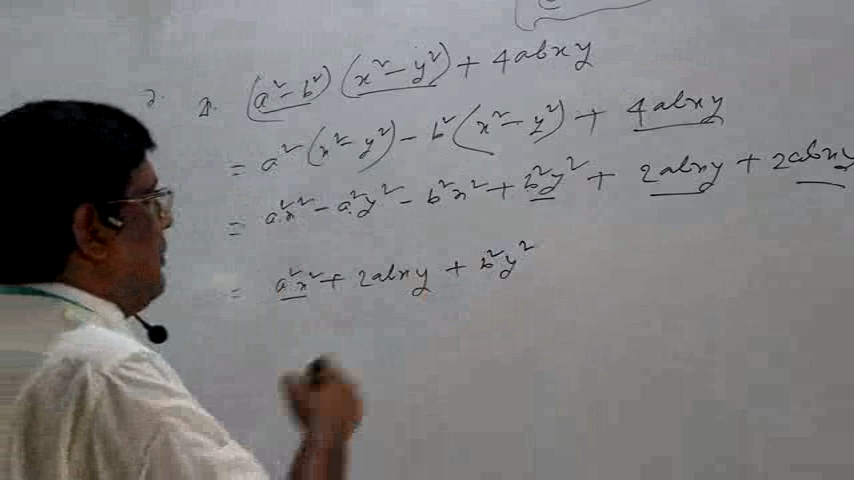 2. (a² - b²)(x² - y²) + 4abxy
= a²(x² - y²) - b²(x² - y²) + 4abxy
= a²x² - a²y² - b²x² + b²y² + 2abxy + 2abxy
= a²x² + 2abxy + b²y²